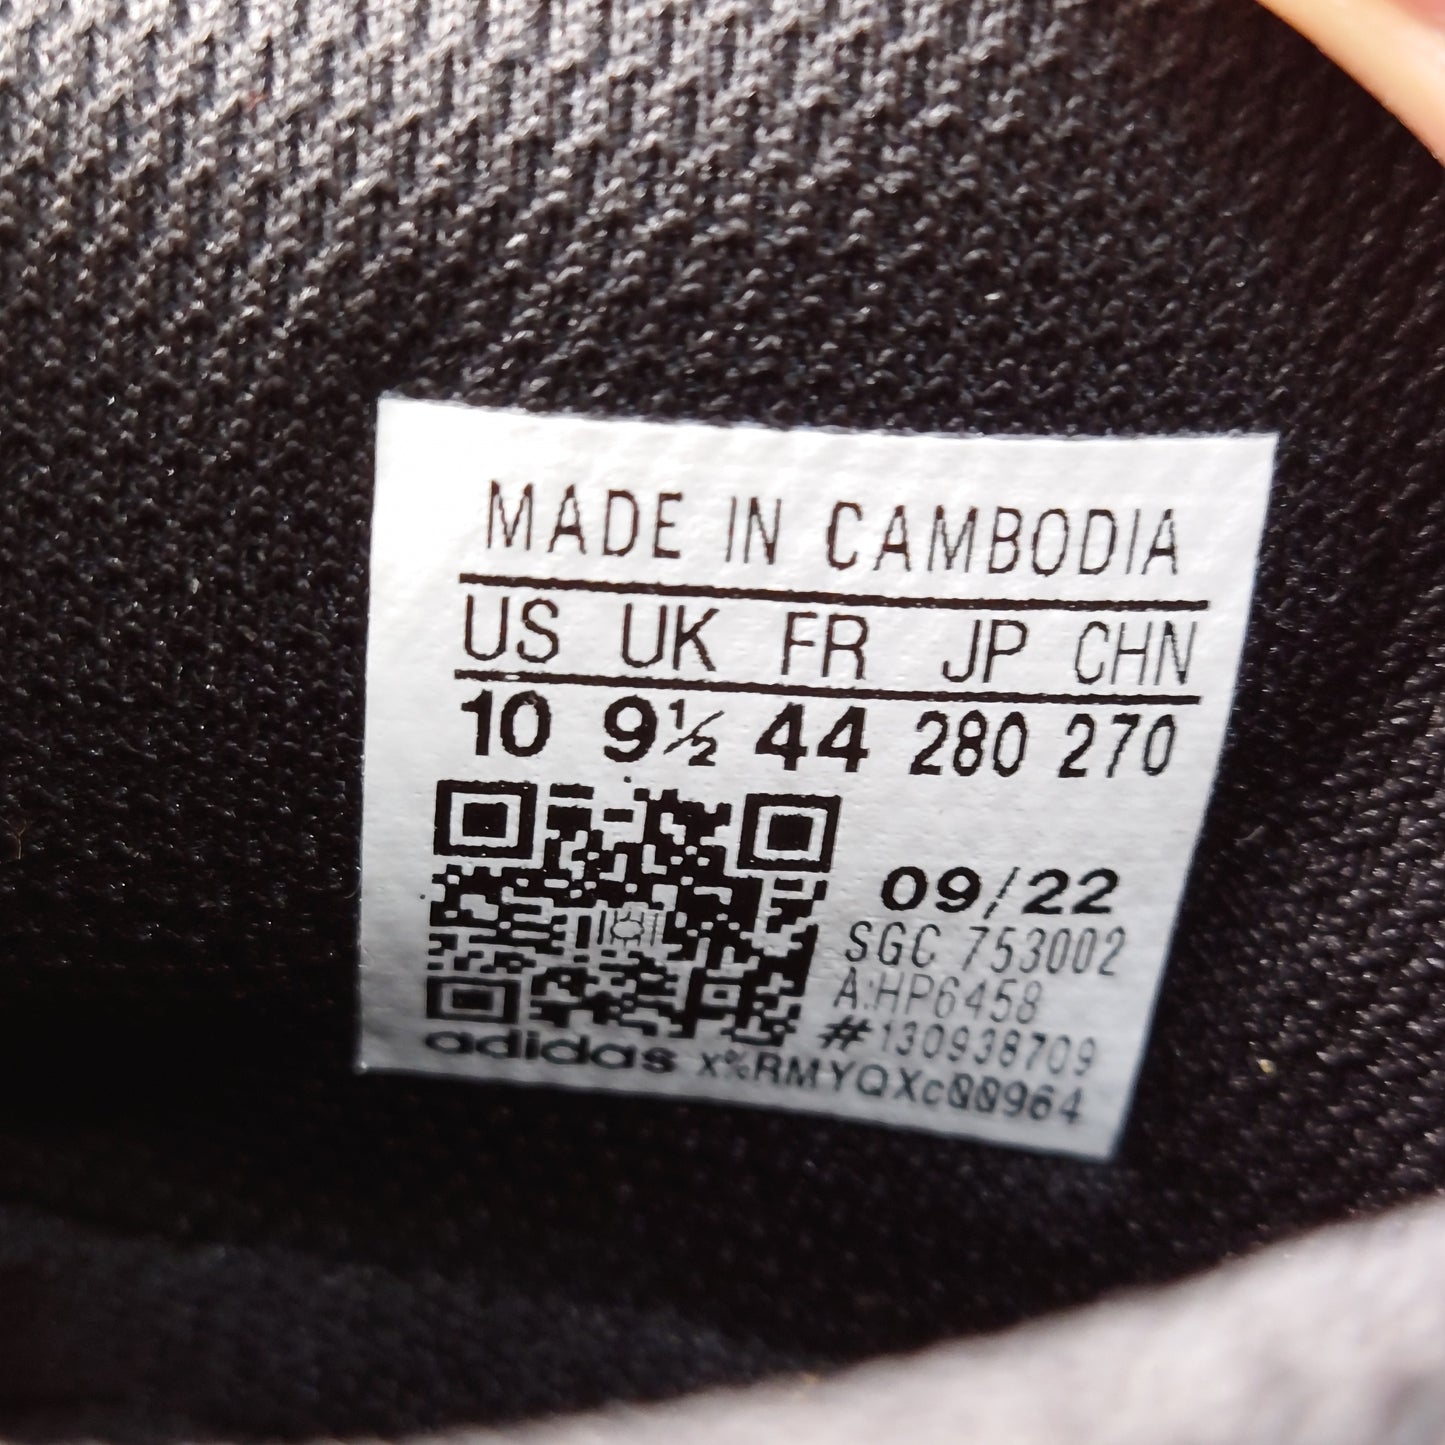 MADE IN CAMBODIA
US UK FR JP CHN
10 9½ 44 280 270
09/22
SGC 753002
A:HP6458
#130938709
adidas X%RMYQXc00964